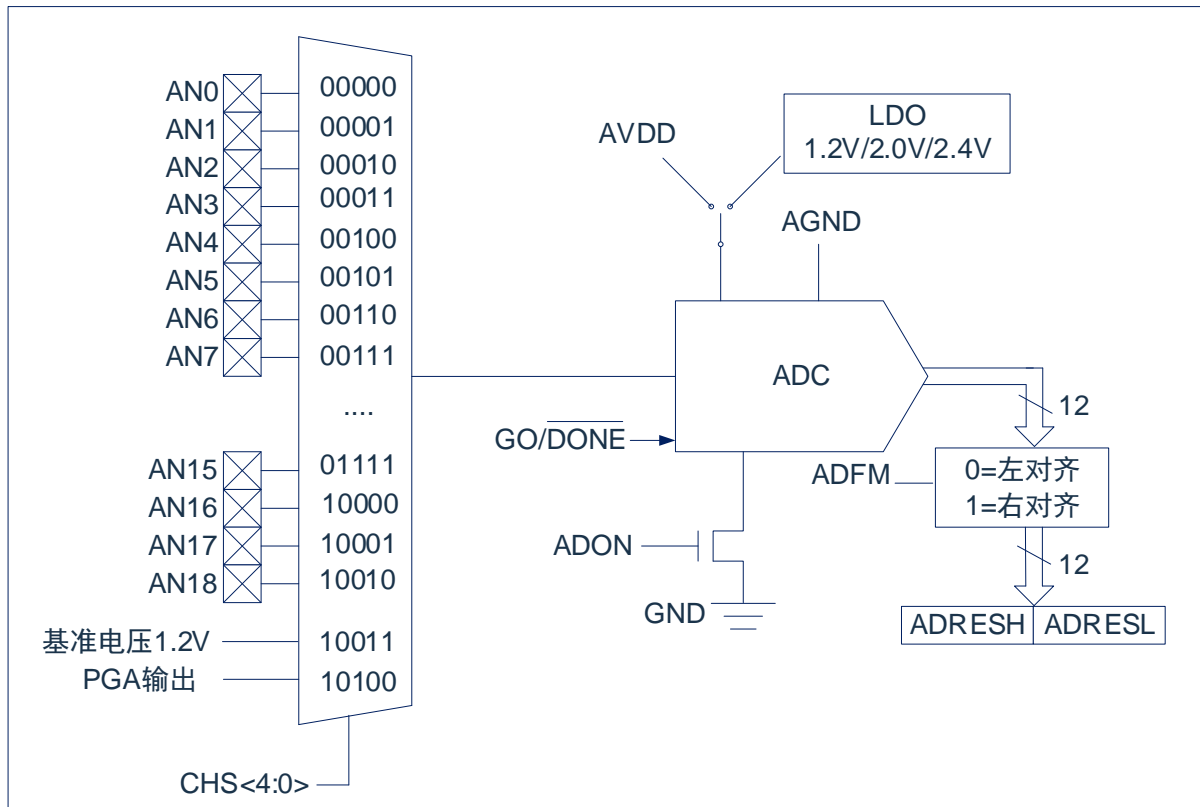 AN0
00000
AN1
00001
AN2
00010
AN3
00011
AN4
00100
AN5
00101
AN6
00110
AN7
00111
....
AN15
01111
AN16
10000
AN17
10001
AN18
10010
基准电压1.2V
10011
PGA输出
10100
CHS<4:0>
AVDD
LDO
1.2V/2.0V/2.4V
AGND
ADC
GO/DONE
12
ADFM
0=左对齐
1=右对齐
ADON
12
GND
ADRESH
ADRESL